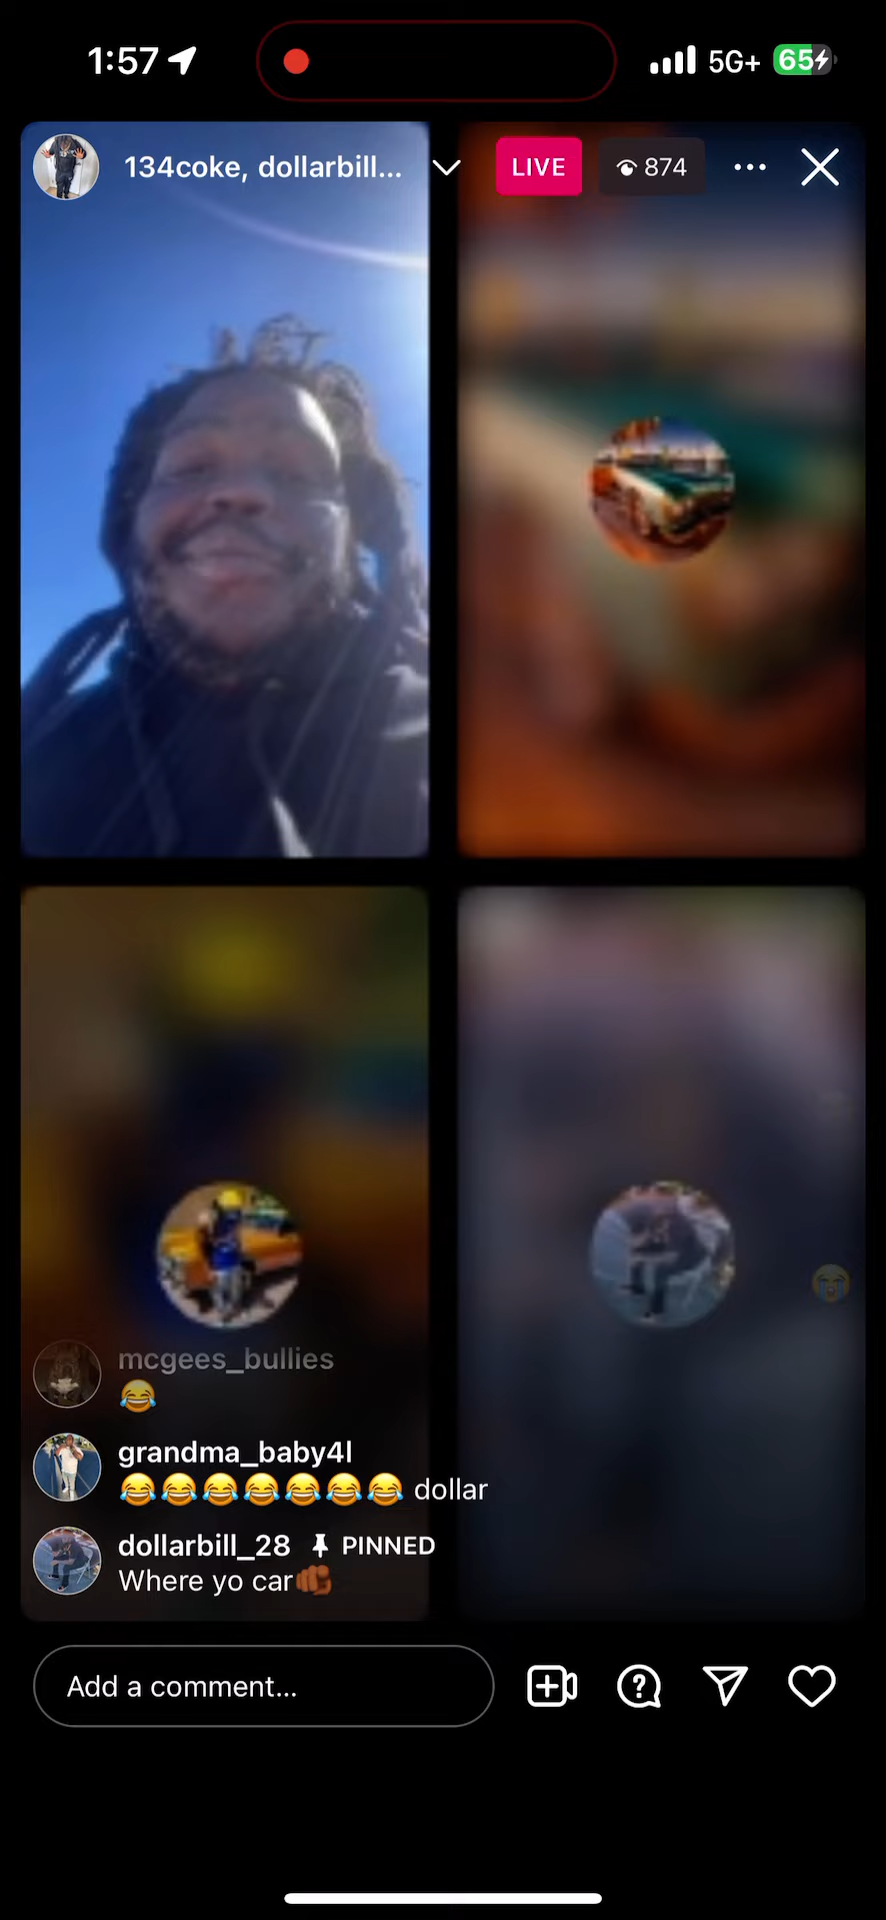 1:57
5G+
65
134coke, dollarbill...
LIVE
874
mcgees_bullies
😂
grandma_baby4l
😂😂😂😂😂😂😂 dollar
dollarbill_28 PINNED
Where yo car🫵🏾
Add a comment...